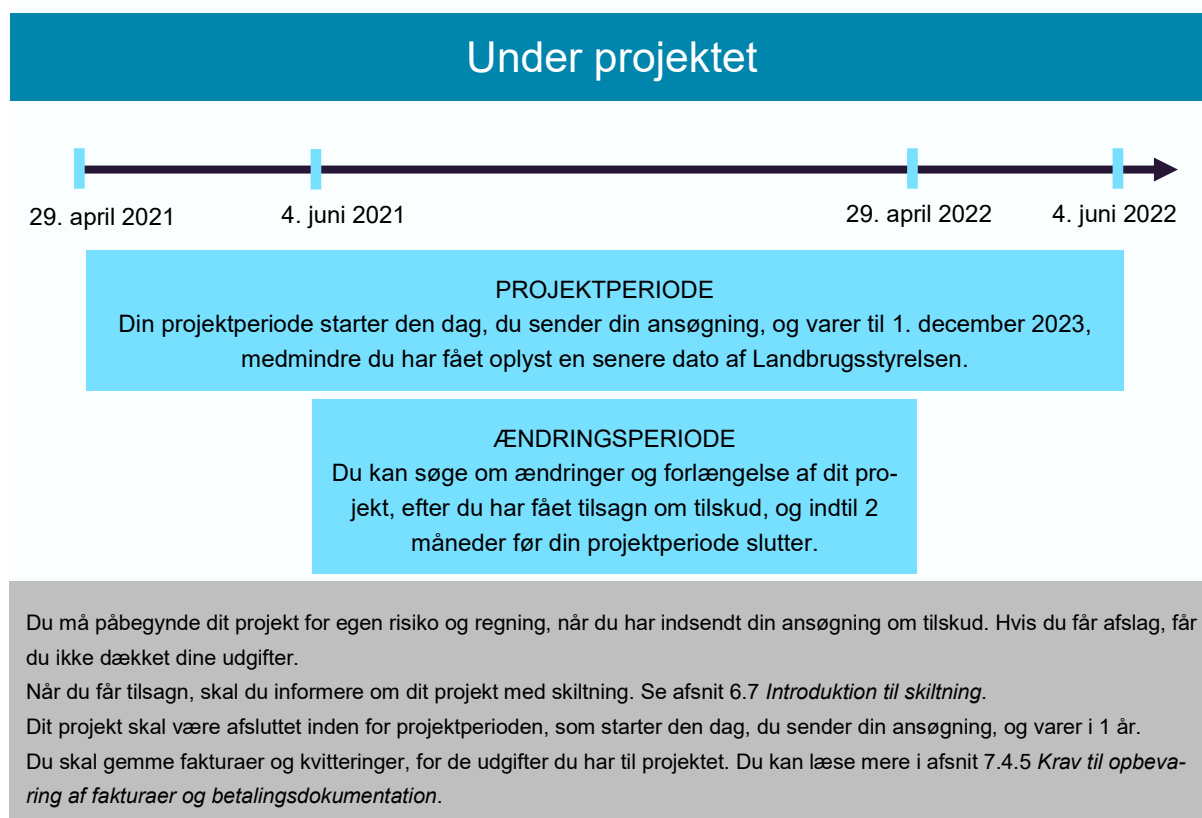 Under projektet
29. april 2021
4. juni 2021
29. april 2022
4. juni 2022
PROJEKTPERIODE
Din projektperiode starter den dag, du sender din ansøgning, og varer til 1. december 2023,
medmindre du har fået oplyst en senere dato af Landbrugsstyrelsen.
ÆNDRINGSPERIODE
Du kan søge om ændringer og forlængelse af dit pro-
jekt, efter du har fået tilsagn om tilskud, og indtil 2
måneder før din projektperiode slutter.
Du må påbegynde dit projekt for egen risiko og regning, når du har indsendt din ansøgning om tilskud. Hvis du får afslag, får
du ikke dækket dine udgifter.
Når du får tilsagn, skal du informere om dit projekt med skiltning. Se afsnit 6.7 Introduktion til skiltning.
Dit projekt skal være afsluttet inden for projektperioden, som starter den dag, du sender din ansøgning, og varer i 1 år.
Du skal gemme fakturaer og kvitteringer, for de udgifter du har til projektet. Du kan læse mere i afsnit 7.4.5 Krav til opbeva-
ring af fakturaer og betalingsdokumentation.